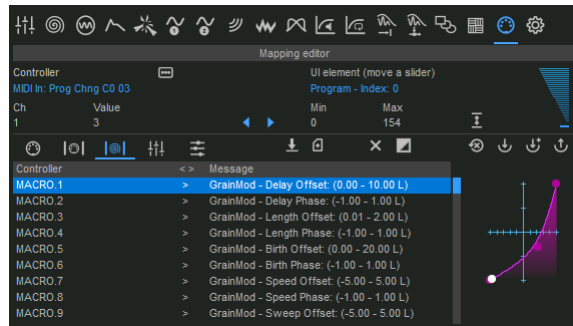 Mapping editor
Controller
UI element (move a slider)
MIDI In: Prog Chng C0 03
Program - Index: 0
Ch Value Min Max
1 3 0 154
Controller < > Message
MACRO.1 > GrainMod - Delay Offset: (0.00 - 10.00 L)
MACRO.2 > GrainMod - Delay Phase: (-1.00 - 1.00 L)
MACRO.3 > GrainMod - Length Offset: (0.01 - 2.00 L)
MACRO.4 > GrainMod - Length Phase: (-1.00 - 1.00 L)
MACRO.5 > GrainMod - Birth Offset: (0.00 - 20.00 L)
MACRO.6 > GrainMod - Birth Phase: (-1.00 - 1.00 L)
MACRO.7 > GrainMod - Speed Offset: (-5.00 - 5.00 L)
MACRO.8 > GrainMod - Speed Phase: (-1.00 - 1.00 L)
MACRO.9 > GrainMod - Sweep Offset: (-5.00 - 5.00 L)